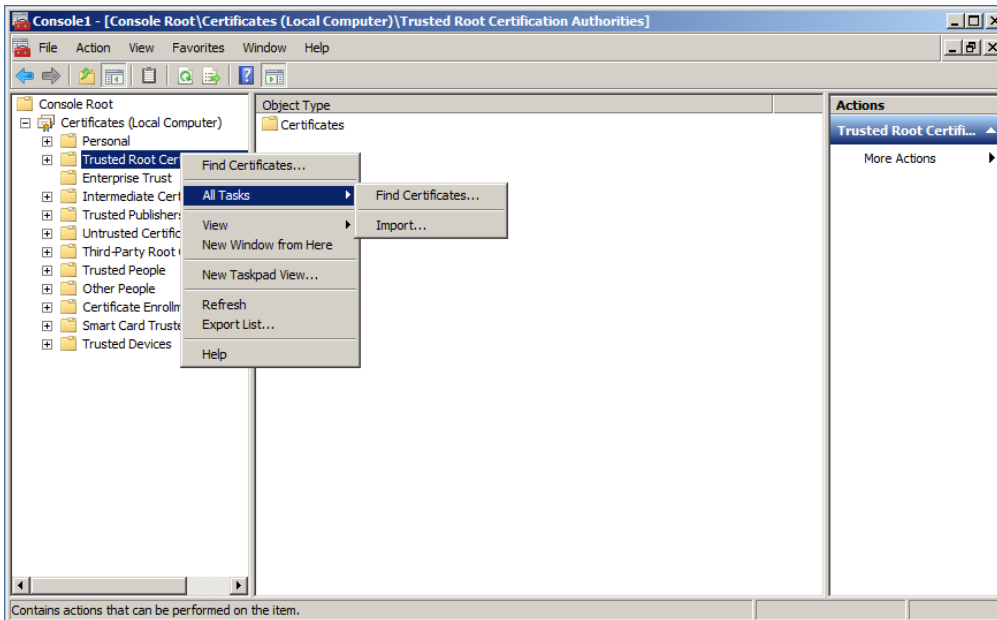 Console1 - [Console Root\Certificates (Local Computer)\Trusted Root Certification Authorities]
File Action View Favorites Window Help
Console Root
Certificates (Local Computer)
Personal
Trusted Root Cer
Enterprise Trust
Intermediate Cert
Trusted Publishers
Untrusted Certific
Third-Party Root
Trusted People
Other People
Certificate Enrollm
Smart Card Truste
Trusted Devices
Find Certificates...
All Tasks
View
New Window from Here
New Taskpad View...
Refresh
Export List...
Help
Find Certificates...
Import...
Object Type
Certificates
Actions
Trusted Root Certifi...
More Actions
Contains actions that can be performed on the item.